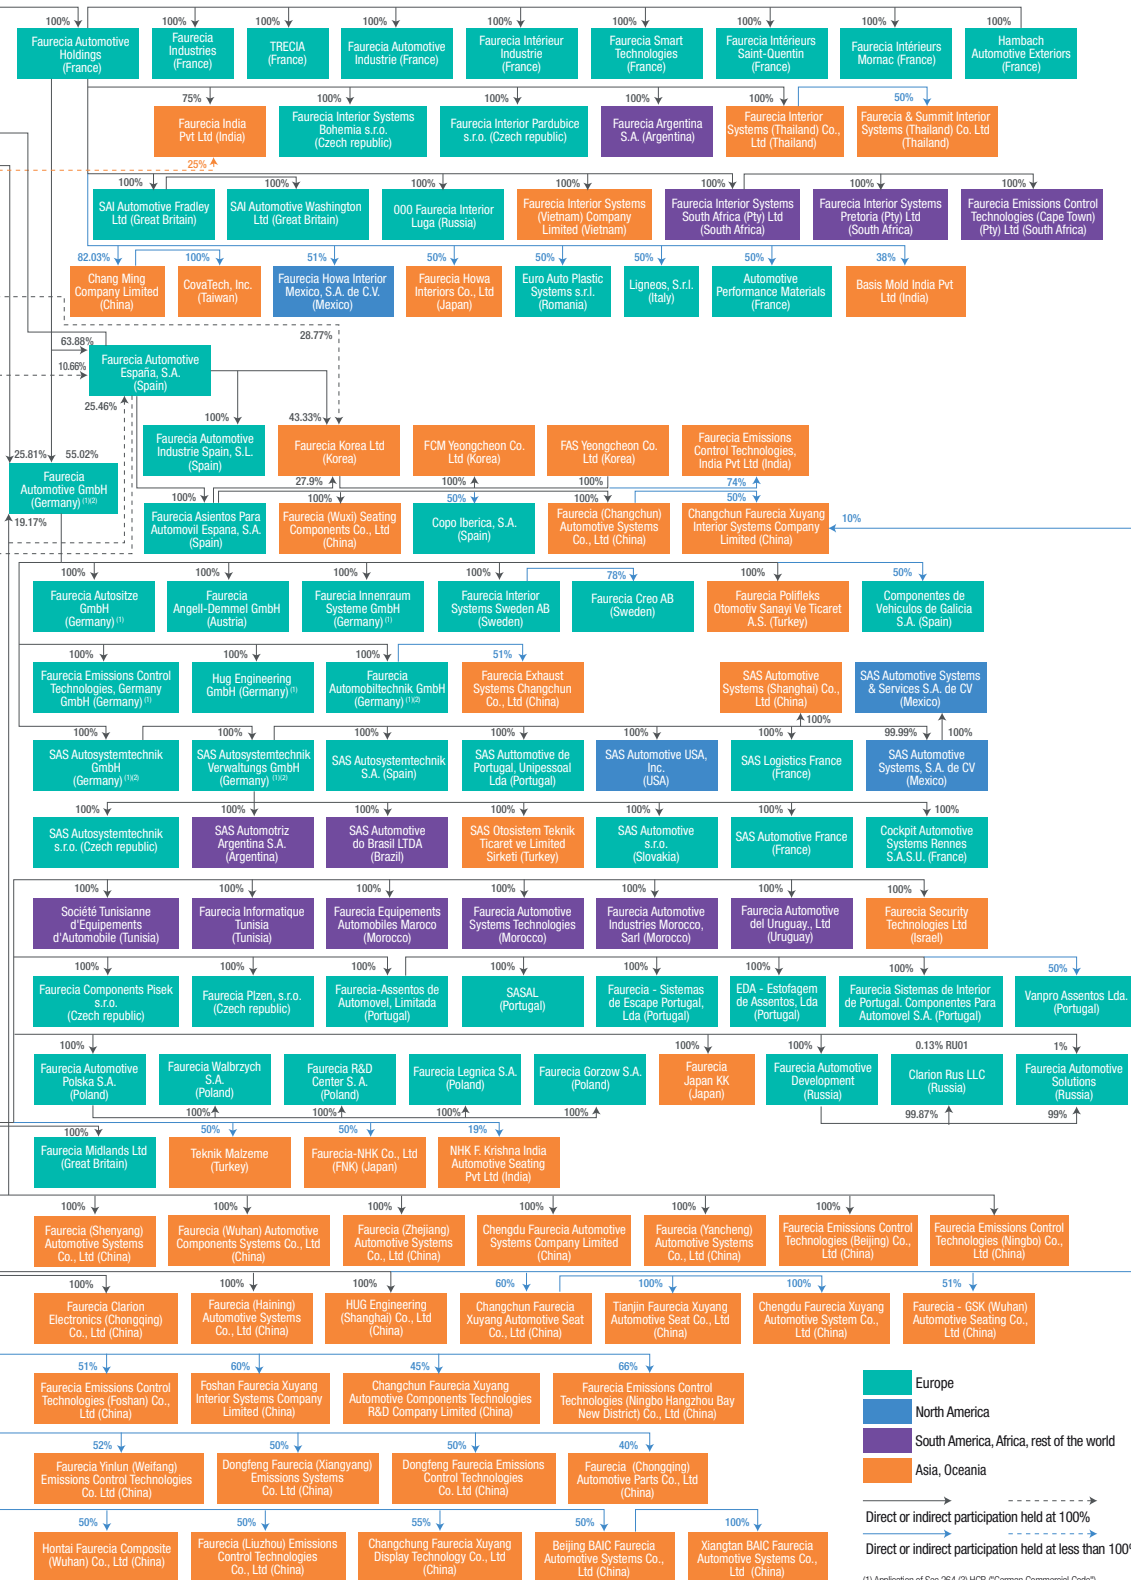 100% 100% 100% 100% 100% 100% 100% 100% 100%
Faurecia Automotive
Holdings
(France)
Faurecia
Industries
(France)
TRECIA
(France)
Faurecia Automotive
Industrie (France)
Faurecia Intérieur
Industrie
(France)
Faurecia Smart
Technologies
(France)
Faurecia Intérieurs
Saint-Quentin
(France)
Faurecia Intérieurs
Mornac (France)
Hambach
Automotive Exteriors
(France)
75% 100% 100% 100% 100% 50%
Faurecia India
Pvt Ltd (India)
Faurecia Interior Systems
Bohemia s.r.o.
(Czech republic)
Faurecia Interior Pardubice
s.r.o. (Czech republic)
Faurecia Argentina
S.A. (Argentina)
Faurecia Interior
Systems (Thailand) Co.,
Ltd (Thailand)
Faurecia & Summit Interior
Systems (Thailand) Co. Ltd
(Thailand)
25%
100% 100% 100% 100% 100% 100% 100%
SAI Automotive Fradley
Ltd (Great Britain)
SAI Automotive Washington
Ltd (Great Britain)
OOO Faurecia Interior
Luga (Russia)
Faurecia Interior Systems
(Vietnam) Company
Limited (Vietnam)
Faurecia Interior Systems
South Africa (Pty) Ltd
(South Africa)
Faurecia Interior Systems
Pretoria (Pty) Ltd
(South Africa)
Faurecia Emissions Control
Technologies (Cape Town)
(Pty) Ltd (South Africa)
82.03% 100% 51% 50% 50% 50% 50% 38%
Chang Ming
Company Limited
(China)
CovaTech, Inc.
(Taiwan)
Faurecia Howa Interior
Mexico, S.A. de C.V.
(Mexico)
Faurecia Howa
Interiors Co., Ltd
(Japan)
Euro Auto Plastic
Systems s.r.l.
(Romania)
Ligneos, S.r.l.
(Italy)
Automotive
Performance Materials
(France)
Basis Mold India Pvt
Ltd (India)
28.77%
63.88%
10.66%
Faurecia Automotive
España, S.A.
(Spain)
25.46%
100% 43.33%
Faurecia Automotive
Industrie Spain, S.L.
(Spain)
Faurecia Korea Ltd
(Korea)
FCM Yeongcheon Co.
Ltd (Korea)
FAS Yeongcheon Co.
Ltd (Korea)
Faurecia Emissions
Control Technologies,
India Pvt Ltd (India)
25.81% 55.02%
Faurecia
Automotive GmbH
(Germany) (1)(2)
19.17%
27.9% 100% 100% 74%
100% 100% 50% 100% 50%
Faurecia Asientos Para
Automovil Espana, S.A.
(Spain)
Faurecia (Wuxi) Seating
Components Co., Ltd
(China)
Copo Iberica, S.A.
(Spain)
Faurecia (Changchun)
Automotive Systems
Co., Ltd (China)
Changchun Faurecia Xuyang
Interior Systems Company
Limited (China)
10%
100% 100% 100% 100% 78% 100% 50%
Faurecia Autositze
GmbH
(Germany) (1)
Faurecia
Angell-Demmel GmbH
(Austria)
Faurecia Innenraum
Systeme GmbH
(Germany) (1)
Faurecia Interior
Systems Sweden AB
(Sweden)
Faurecia Creo AB
(Sweden)
Faurecia Polifleks
Otomotiv Sanayi Ve Ticaret
A.S. (Turkey)
Componentes de
Vehiculos de Galicia
S.A. (Spain)
100% 100% 100% 51%
Faurecia Emissions Control
Technologies, Germany
GmbH (Germany) (1)
Hug Engineering
GmbH (Germany) (1)
Faurecia
Automobiltechnik GmbH
(Germany) (1)(2)
Faurecia Exhaust
Systems Changchun
Co., Ltd (China)
SAS Automotive
Systems (Shanghai) Co.,
Ltd (China)
SAS Automotive Systems
& Services S.A. de CV
(Mexico)
100%
100% 100% 100% 100% 100% 100% 99.99% 100%
SAS Autosystemtechnik
GmbH
(Germany) (1)(2)
SAS Autosystemtechnik
Verwaltungs GmbH
(Germany) (1)(2)
SAS Autosystemtechnik
S.A. (Spain)
SAS Auttomotive de
Portugal, Unipessoal
Lda (Portugal)
SAS Automotive USA,
Inc.
(USA)
SAS Logistics France
(France)
SAS Automotive
Systems, S.A. de CV
(Mexico)
100% 100% 100% 100% 100% 100% 100%
SAS Autosystemtechnik
s.r.o. (Czech republic)
SAS Automotriz
Argentina S.A.
(Argentina)
SAS Automotive
do Brasil LTDA
(Brazil)
SAS Otosistem Teknik
Ticaret ve Limited
Sirketi (Turkey)
SAS Automotive
s.r.o.
(Slovakia)
SAS Automotive France
(France)
Cockpit Automotive
Systems Rennes
S.A.S.U. (France)
100% 100% 100% 100% 100% 100% 100%
Société Tunisianne
d'Equipements
d'Automobile (Tunisia)
Faurecia Informatique
Tunisia
(Tunisia)
Faurecia Equipements
Automobiles Maroco
(Morocco)
Faurecia Automotive
Systems Technologies
(Morocco)
Faurecia Automotive
Industries Morocco,
Sarl (Morocco)
Faurecia Automotive
del Uruguay., Ltd
(Uruguay)
Faurecia Security
Technologies Ltd
(Israel)
100% 100% 100% 100% 100% 100% 100% 50%
Faurecia Components Pisek
s.r.o.
(Czech republic)
Faurecia Plzen, s.r.o.
(Czech republic)
Faurecia-Assentos de
Automovel, Limitada
(Portugal)
SASAL
(Portugal)
Faurecia - Sistemas
de Escape Portugal,
Lda (Portugal)
EDA - Estofagem
de Assentos, Lda
(Portugal)
Faurecia Sistemas de Interior
de Portugal. Componentes Para
Automovel S.A. (Portugal)
Vanpro Assentos Lda.
(Portugal)
100% 100% 100% 0.13% RU01 1%
Faurecia Automotive
Polska S.A.
(Poland)
Faurecia Walbrzych
S.A.
(Poland)
Faurecia R&D
Center S. A.
(Poland)
Faurecia Legnica S.A.
(Poland)
Faurecia Gorzow S.A.
(Poland)
Faurecia
Japan KK
(Japan)
Faurecia Automotive
Development
(Russia)
Clarion Rus LLC
(Russia)
Faurecia Automotive
Solutions
(Russia)
100% 100% 100% 100% 99.87% 99%
100% 50% 50% 19%
Faurecia Midlands Ltd
(Great Britain)
Teknik Malzeme
(Turkey)
Faurecia-NHK Co., Ltd
(FNK) (Japan)
NHK F. Krishna India
Automotive Seating
Pvt Ltd (India)
100% 100% 100% 100% 100% 100% 100%
Faurecia (Shenyang)
Automotive Systems
Co., Ltd (China)
Faurecia (Wuhan) Automotive
Components Systems Co., Ltd
(China)
Faurecia (Zhejiang)
Automotive Systems
Co., Ltd (China)
Chengdu Faurecia Automotive
Systems Company Limited
(China)
Faurecia (Yancheng)
Automotive Systems
Co., Ltd (China)
Faurecia Emissions Control
Technologies (Beijing) Co.,
Ltd (China)
Faurecia Emissions Control
Technologies (Ningbo) Co.,
Ltd (China)
100% 100% 100% 60% 100% 100% 51%
Faurecia Clarion
Electronics (Chongqing)
Co., Ltd (China)
Faurecia (Haining)
Automotive Systems
Co., Ltd (China)
HUG Engineering
(Shanghai) Co., Ltd
(China)
Changchun Faurecia
Xuyang Automotive Seat
Co., Ltd (China)
Tianjin Faurecia Xuyang
Automotive Seat Co., Ltd
(China)
Chengdu Faurecia Xuyang
Automotive System Co.,
Ltd (China)
Faurecia - GSK (Wuhan)
Automotive Seating Co.,
Ltd (China)
51% 60% 45% 66%
Faurecia Emissions Control
Technologies (Foshan) Co.,
Ltd (China)
Foshan Faurecia Xuyang
Interior Systems Company
Limited (China)
Changchun Faurecia Xuyang
Automotive Components Technologies
R&D Company Limited (China)
Faurecia Emissions Control
Technologies (Ningbo Hangzhou Bay
New District) Co., Ltd (China)
Europe
North America
South America, Africa, rest of the world
Asia, Oceania
52% 50% 50% 40%
Faurecia Yinlun (Weifang)
Emissions Control Technologies
Co. Ltd (China)
Dongfeng Faurecia (Xiangyang)
Emissions Systems
Co. Ltd (China)
Dongfeng Faurecia Emissions
Control Technologies
Co., Ltd (China)
Faurecia (Chongqing)
Automotive Parts Co., Ltd
(China)
Direct or indirect participation held at 100%
Direct or indirect participation held at less than 100%
50% 50% 55% 50% 100%
Hontai Faurecia Composite
(Wuhan) Co., Ltd (China)
Faurecia (Liuzhou) Emissions
Control Technologies
Co., Ltd (China)
Changchung Faurecia Xuyang
Display Technology Co., Ltd
(China)
Beijing BAIC Faurecia
Automotive Systems Co.,
Ltd (China)
Xiangtan BAIC Faurecia
Automotive Systems Co.,
Ltd (China)